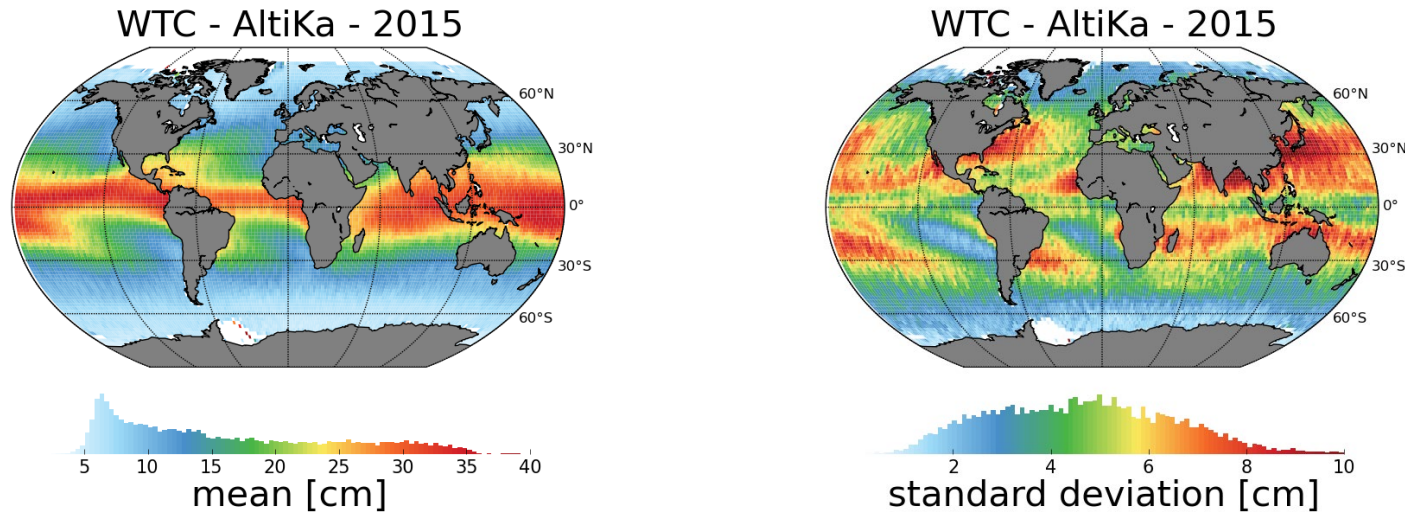 WTC - AltiKa - 2015
60°N
30°N
0°
30°S
60°S
5 10 15 20 25 30 35 40
mean [cm]
WTC - AltiKa - 2015
60°N
30°N
0°
30°S
60°S
2 4 6 8 10
standard deviation [cm]